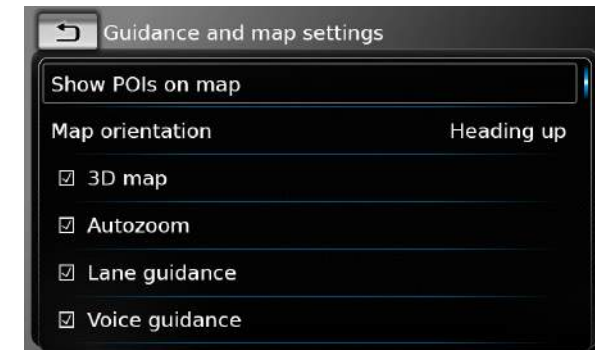 Guidance and map settings
Show POIs on map
Map orientation Heading up
3D map
Autozoom
Lane guidance
Voice guidance